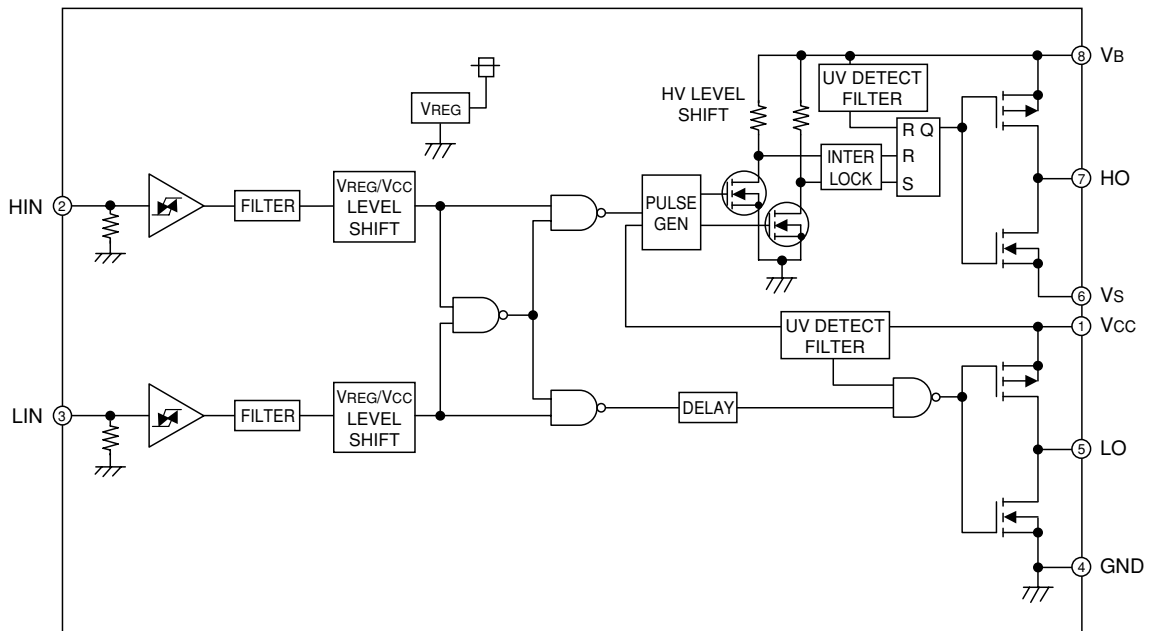 8
VB
UV DETECT
FILTER
HV LEVEL
SHIFT
VREG
R Q
R
S
INTER
LOCK
7
HO
HIN
2
FILTER
VREG/VCC
LEVEL
SHIFT
PULSE
GEN
6
VS
1
VCC
UV DETECT
FILTER
LIN
3
FILTER
VREG/VCC
LEVEL
SHIFT
DELAY
5
LO
4
GND